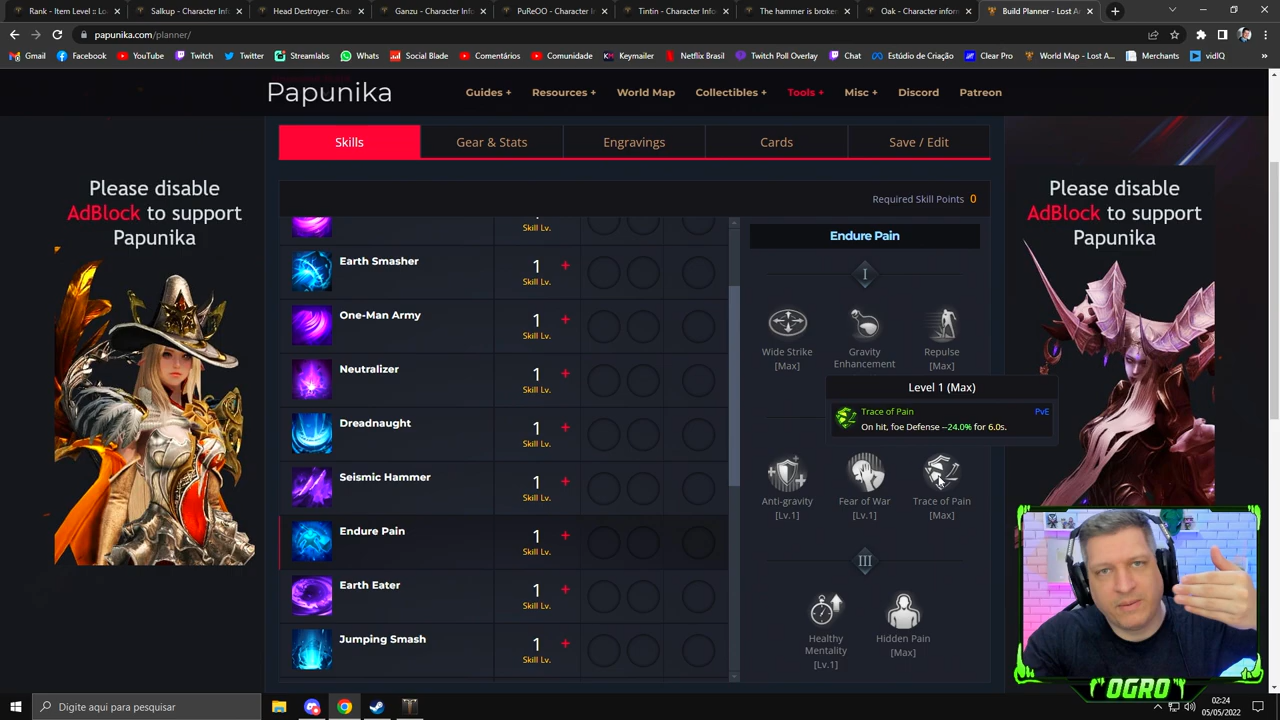 Rank - Item Level :: Lo
Salkup - Character Inf
Head Destroyer - Char
Ganzu - Character Info
PuReOO - Character In
Tintin - Character Info
The hammer is broken
Oak - Character inform
Build Planner - Lost Ar
papunika.com/planner/
Gmail
Facebook
YouTube
Twitch
Twitter
Streamlabs
Whats
Social Blade
Comentários
Comunidade
Keymailer
Netflix Brasil
Twitch Poll Overlay
Chat
Estúdio de Criação
Clear Pro
World Map - Lost A...
Merchants
vidIQ
»
Papunika
Guides +
Resources +
World Map
Collectibles +
Tools +
Misc +
Discord
Patreon
Skills
Gear & Stats
Engravings
Cards
Save / Edit
Please disable
AdBlock to support
Papunika
Please disable
AdBlock to support
Papunika
Required Skill Points 0
Skill Lv.
Earth Smasher
1 +
Skill Lv.
One-Man Army
1 +
Skill Lv.
Neutralizer
1 +
Skill Lv.
Dreadnaught
1 +
Skill Lv.
Seismic Hammer
1 +
Skill Lv.
Endure Pain
1 +
Skill Lv.
Earth Eater
1 +
Skill Lv.
Jumping Smash
1 +
Skill Lv.
Endure Pain
I
Wide Strike
[Max]
Gravity
Enhancement
Repulse
[Max]
Level 1 (Max)
Trace of Pain PvE
On hit, foe Defense --24.0% for 6.0s.
Anti-gravity
[Lv.1]
Fear of War
[Lv.1]
Trace of Pain
[Max]
III
Healthy
Mentality
[Lv.1]
Hidden Pain
[Max]
OGRO
Digite aqui para pesquisar
02:24
05/05/2022